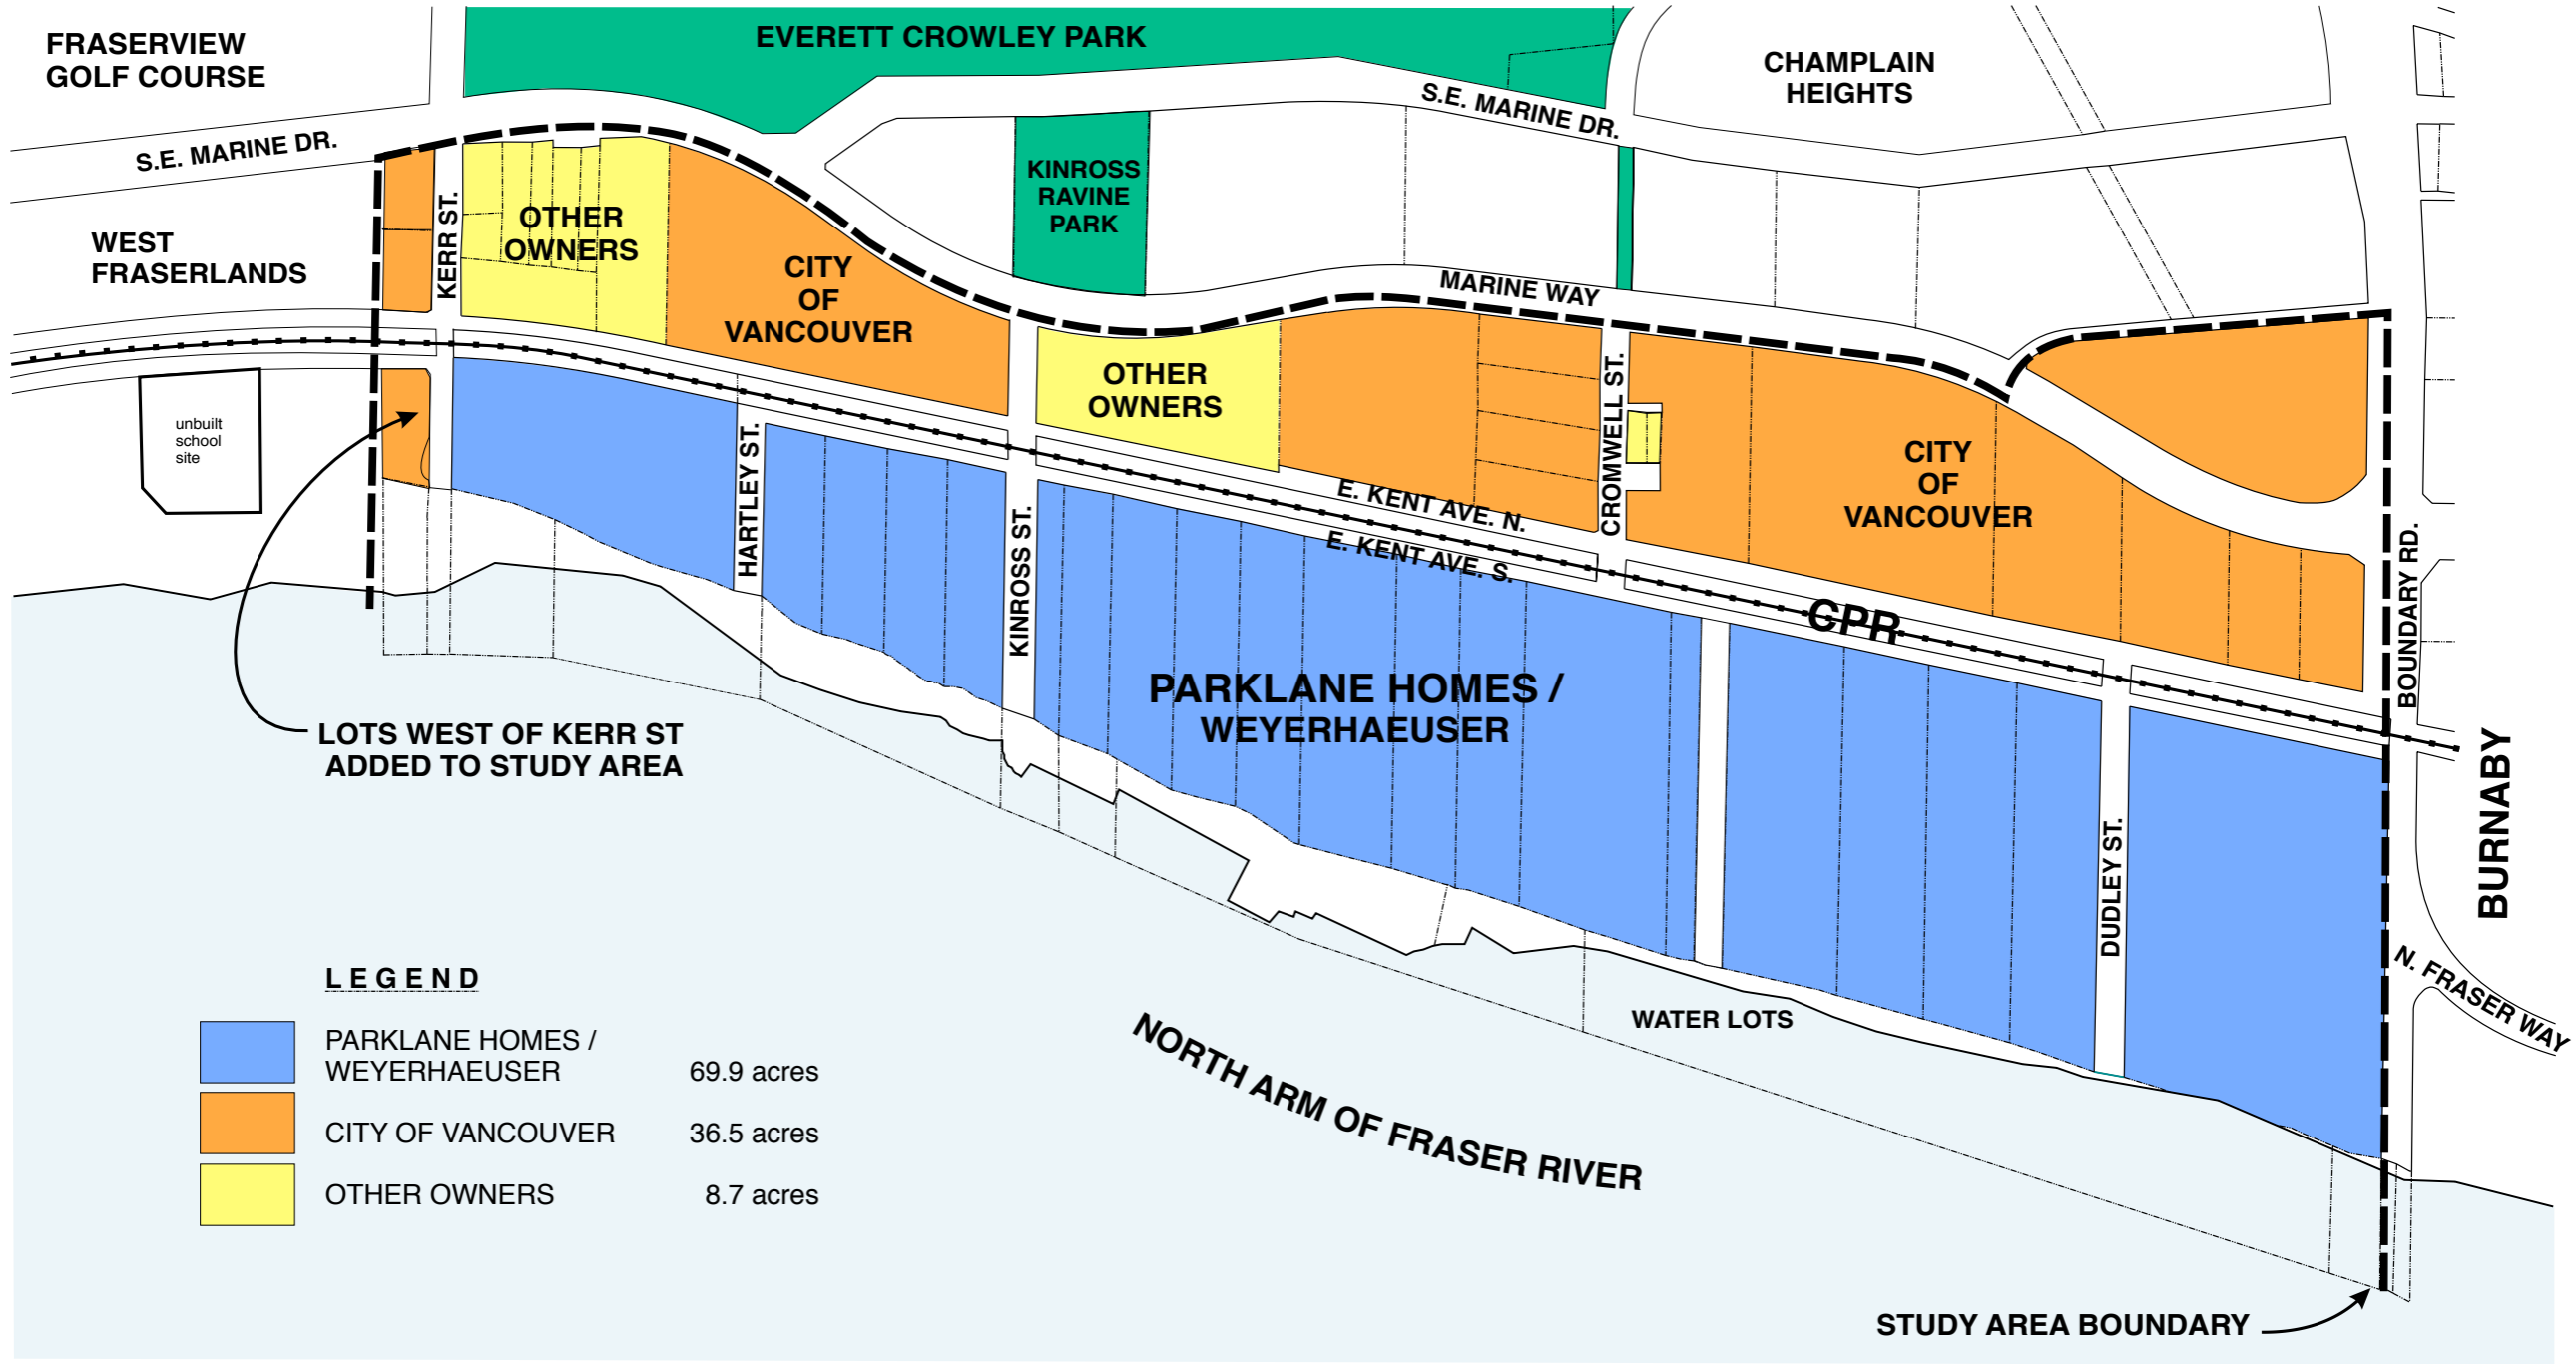 FRASERVIEW
GOLF COURSE
EVERETT CROWLEY PARK
CHAMPLAIN
HEIGHTS
S.E. MARINE DR.
S.E. MARINE DR.
KINROSS
RAVINE
PARK
WEST
FRASERLANDS
KERR ST.
OTHER
OWNERS
CITY
OF
VANCOUVER
MARINE WAY
OTHER
OWNERS
CROMWELL ST.
CITY
OF
VANCOUVER
unbuilt
school
site
HARTLEY ST.
KINROSS ST.
E. KENT AVE. N.
E. KENT AVE. S.
CPR
BOUNDARY RD.
PARKLANE HOMES /
WEYERHAEUSER
LOTS WEST OF KERR ST
ADDED TO STUDY AREA
DUDLEY ST.
BURNABY
N. FRASER WAY
WATER LOTS
NORTH ARM OF FRASER RIVER
LEGEND
PARKLANE HOMES /
WEYERHAEUSER 69.9 acres
CITY OF VANCOUVER 36.5 acres
OTHER OWNERS 8.7 acres
STUDY AREA BOUNDARY